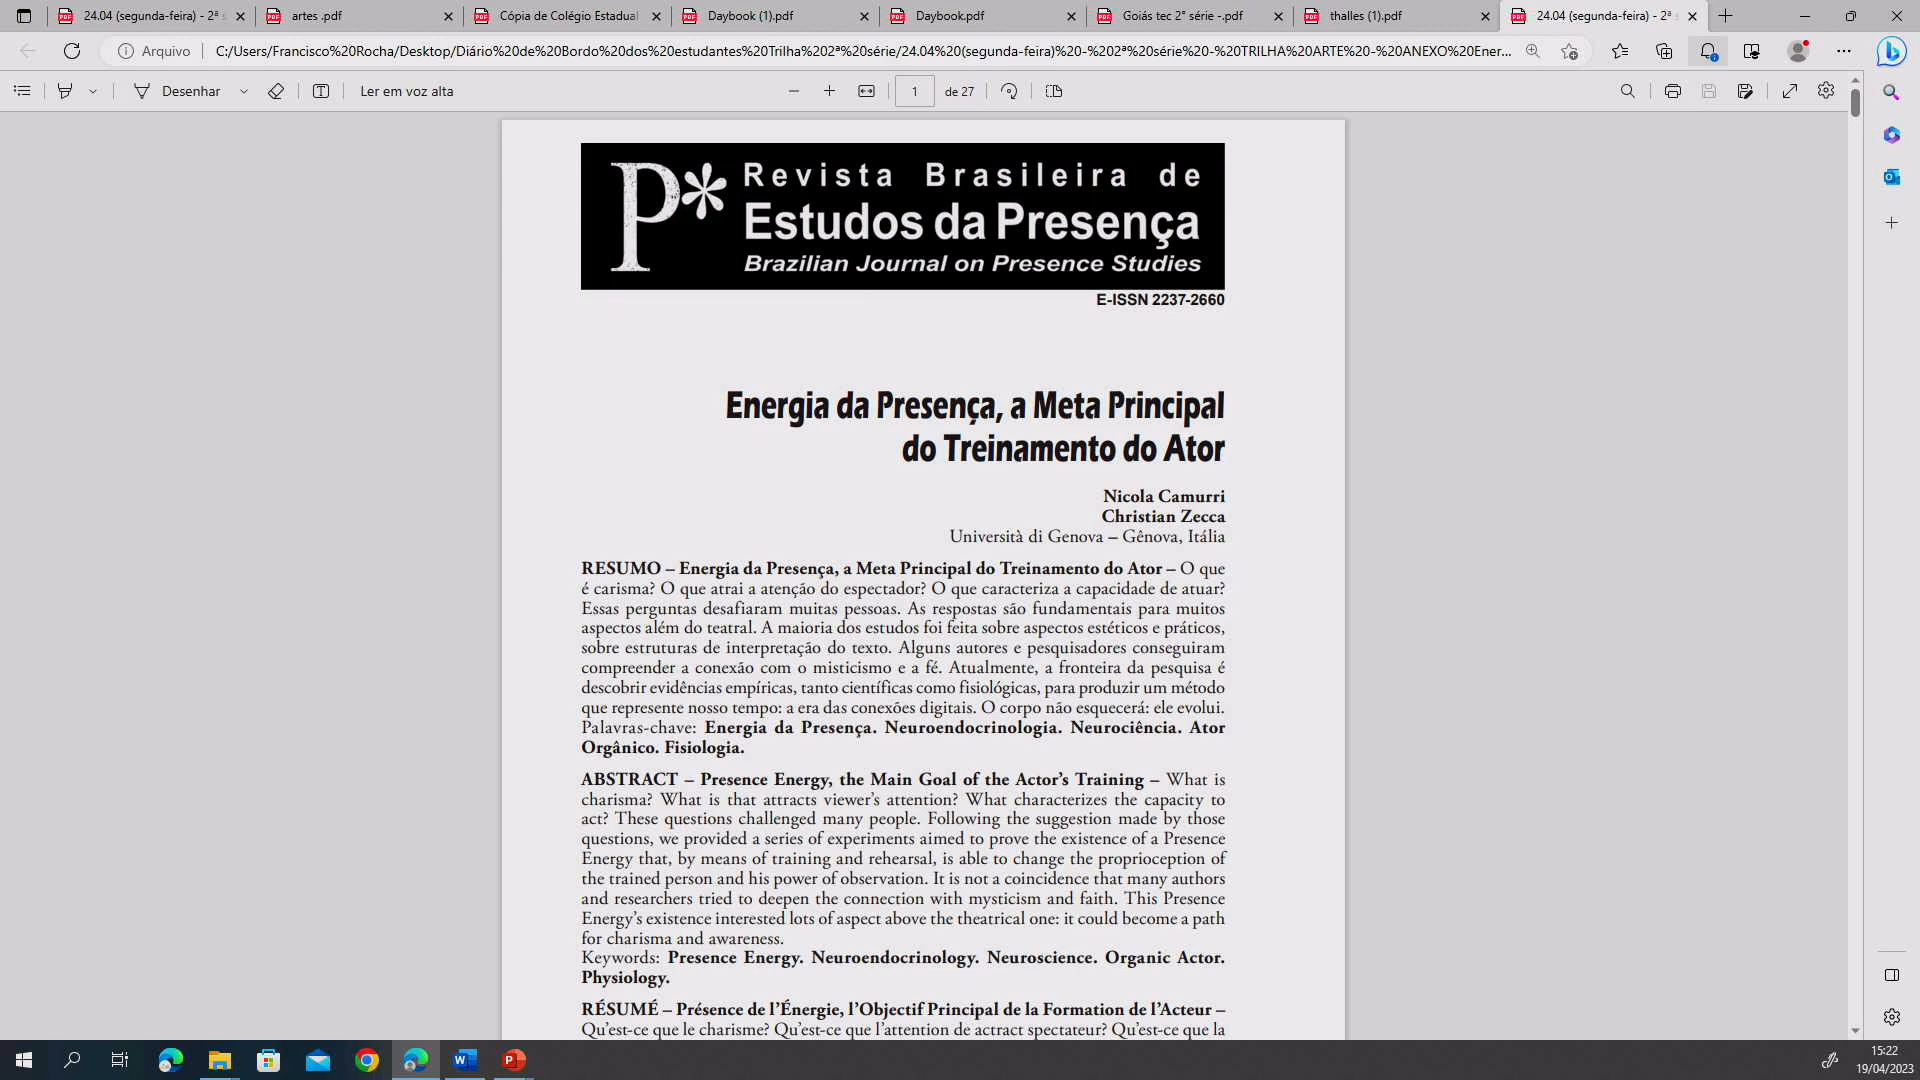 24.04 (segunda-feira) - 2ª s
artes .pdf
Cópia de Colégio Estadual
Daybook (1).pdf
Daybook.pdf
Goiás tec 2° série -.pdf
thalles (1).pdf
24.04 (segunda-feira) - 2ª s
Arquivo
C:/Users/Francisco%20Rocha/Desktop/Diário%20de%20Bordo%20dos%20estudantes%20Trilha%202ª%20série/24.04%20(segunda-feira)%20-%202ª%20série%20-%20TRILHA%20ARTE%20-%20ANEXO%20Ener...
Desenhar
Ler em voz alta
1
de 27
P*
Revista Brasileira de
Estudos da Presença
Brazilian Journal on Presence Studies
E-ISSN 2237-2660
Energia da Presença, a Meta Principal
do Treinamento do Ator
Nicola Camurri
Christian Zecca
Università di Genova – Gênova, Itália
RESUMO – Energia da Presença, a Meta Principal do Treinamento do Ator – O que
é carisma? O que atrai a atenção do espectador? O que caracteriza a capacidade de atuar?
Essas perguntas desafiaram muitas pessoas. As respostas são fundamentais para muitos
aspectos além do teatral. A maioria dos estudos foi feita sobre aspectos estéticos e práticos,
sobre estruturas de interpretação do texto. Alguns autores e pesquisadores conseguiram
compreender a conexão com o misticismo e a fé. Atualmente, a fronteira da pesquisa é
descobrir evidências empíricas, tanto científicas como fisiológicas, para produzir um método
que represente nosso tempo: a era das conexões digitais. O corpo não esquecerá: ele evolui.
Palavras-chave: Energia da Presença. Neuroendocrinologia. Neurociência. Ator
Orgânico. Fisiologia.
ABSTRACT – Presence Energy, the Main Goal of the Actor's Training – What is
charisma? What is that attracts viewer's attention? What characterizes the capacity to
act? These questions challenged many people. Following the suggestion made by those
questions, we provided a series of experiments aimed to prove the existence of a Presence
Energy that, by means of training and rehearsal, is able to change the proprioception of
the trained person and his power of observation. It is not a coincidence that many authors
and researchers tried to deepen the connection with mysticism and faith. This Presence
Energy's existence interested lots of aspect above the theatrical one: it could become a path
for charisma and awareness.
Keywords: Presence Energy. Neuroendocrinology. Neuroscience. Organic Actor.
Physiology.
RÉSUMÉ – Présence de l'Énergie, l'Objectif Principal de la Formation de l'Acteur –
Qu'est-ce que le charisme? Qu'est-ce que l'attention de actract spectateur? Qu'est-ce que la
15:22
19/04/2023